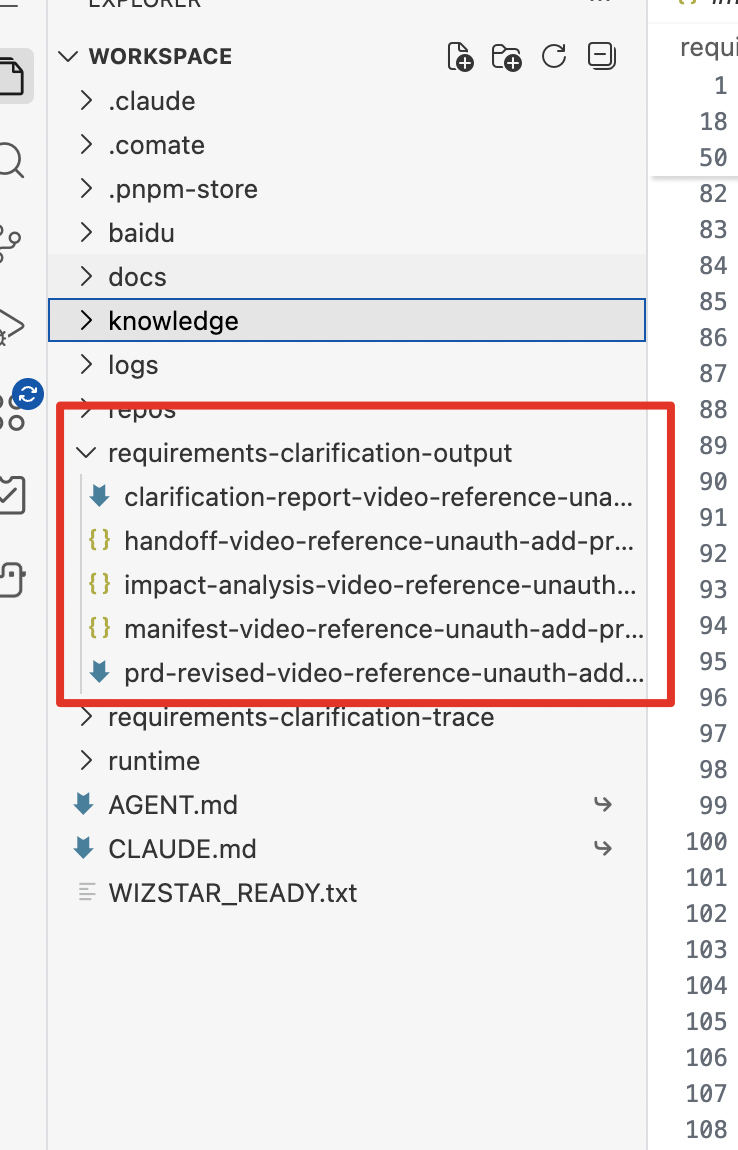 EXPLORER
WORKSPACE
.claude
.comate
.pnpm-store
baidu
docs
knowledge
logs
repos
requirements-clarification-output
clarification-report-video-reference-una...
handoff-video-reference-unauth-add-pr...
impact-analysis-video-reference-unauth...
manifest-video-reference-unauth-add-pr...
prd-revised-video-reference-unauth-add...
requirements-clarification-trace
runtime
AGENT.md
CLAUDE.md
WIZSTAR_READY.txt
requi
1
18
50
82
83
84
85
86
87
88
89
90
91
92
93
94
95
96
97
98
99
100
101
102
103
104
105
106
107
108